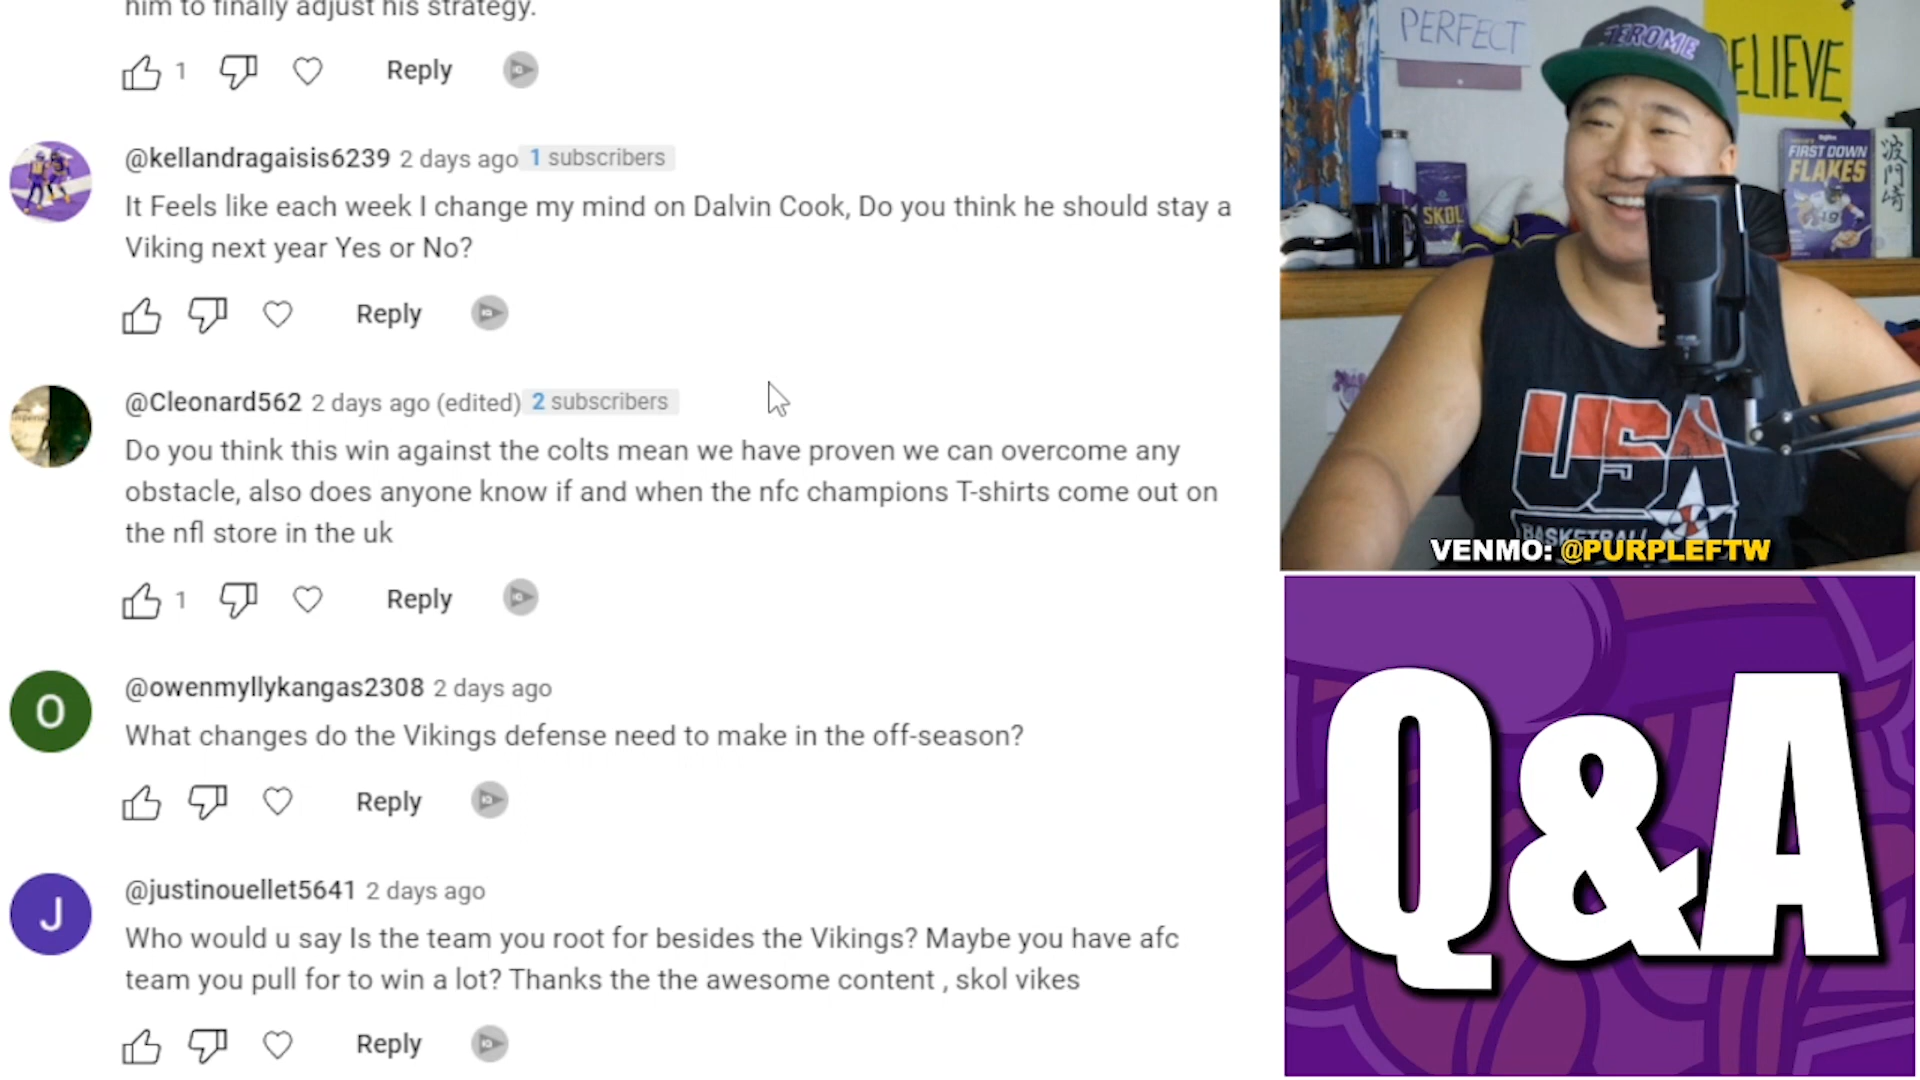 him to finally adjust his strategy.
1
Reply
@kellandragaisis6239 2 days ago 1 subscribers
It Feels like each week I change my mind on Dalvin Cook, Do you think he should stay a
Viking next year Yes or No?
Reply
@Cleonard562 2 days ago (edited) 2 subscribers
Do you think this win against the colts mean we have proven we can overcome any
obstacle, also does anyone know if and when the nfc champions T-shirts come out on
the nfl store in the uk
1
Reply
O
@owenmyllykangas2308 2 days ago
What changes do the Vikings defense need to make in the off-season?
Reply
J
@justinouellet5641 2 days ago
Who would u say Is the team you root for besides the Vikings? Maybe you have afc
team you pull for to win a lot? Thanks the the awesome content , skol vikes
Reply
PERFECT
JEROME
ELIEVE
FIRST DOWN
FLAKES
19
波門崎
SKOL
USA
BASKETBALL
VENMO: @PURPLEFTW
Q&A